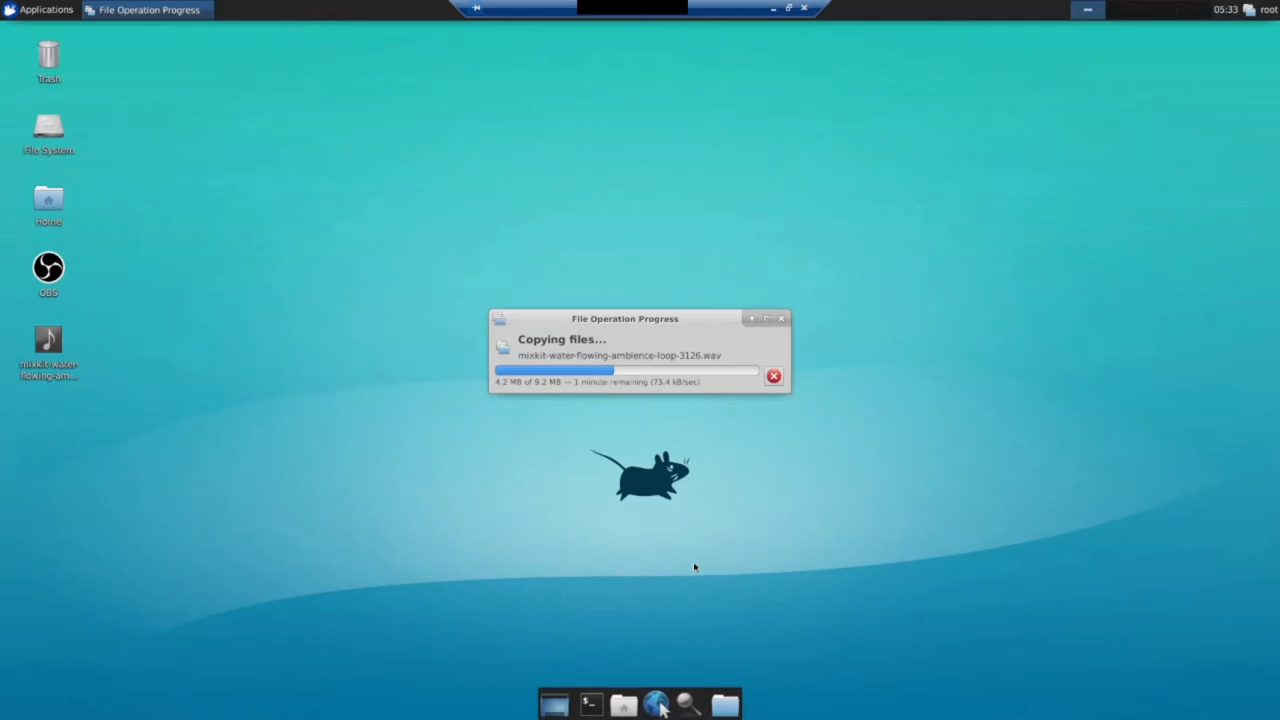 Applications
File Operation Progress
05:33
root
Trash
File System
Home
OBS
mixkit-water-
flowing-am...
File Operation Progress
Copying files...
mixkit-water-flowing-ambience-loop-3126.wav
4.2 MB of 9.2 MB — 1 minute remaining (73.4 kB/sec)